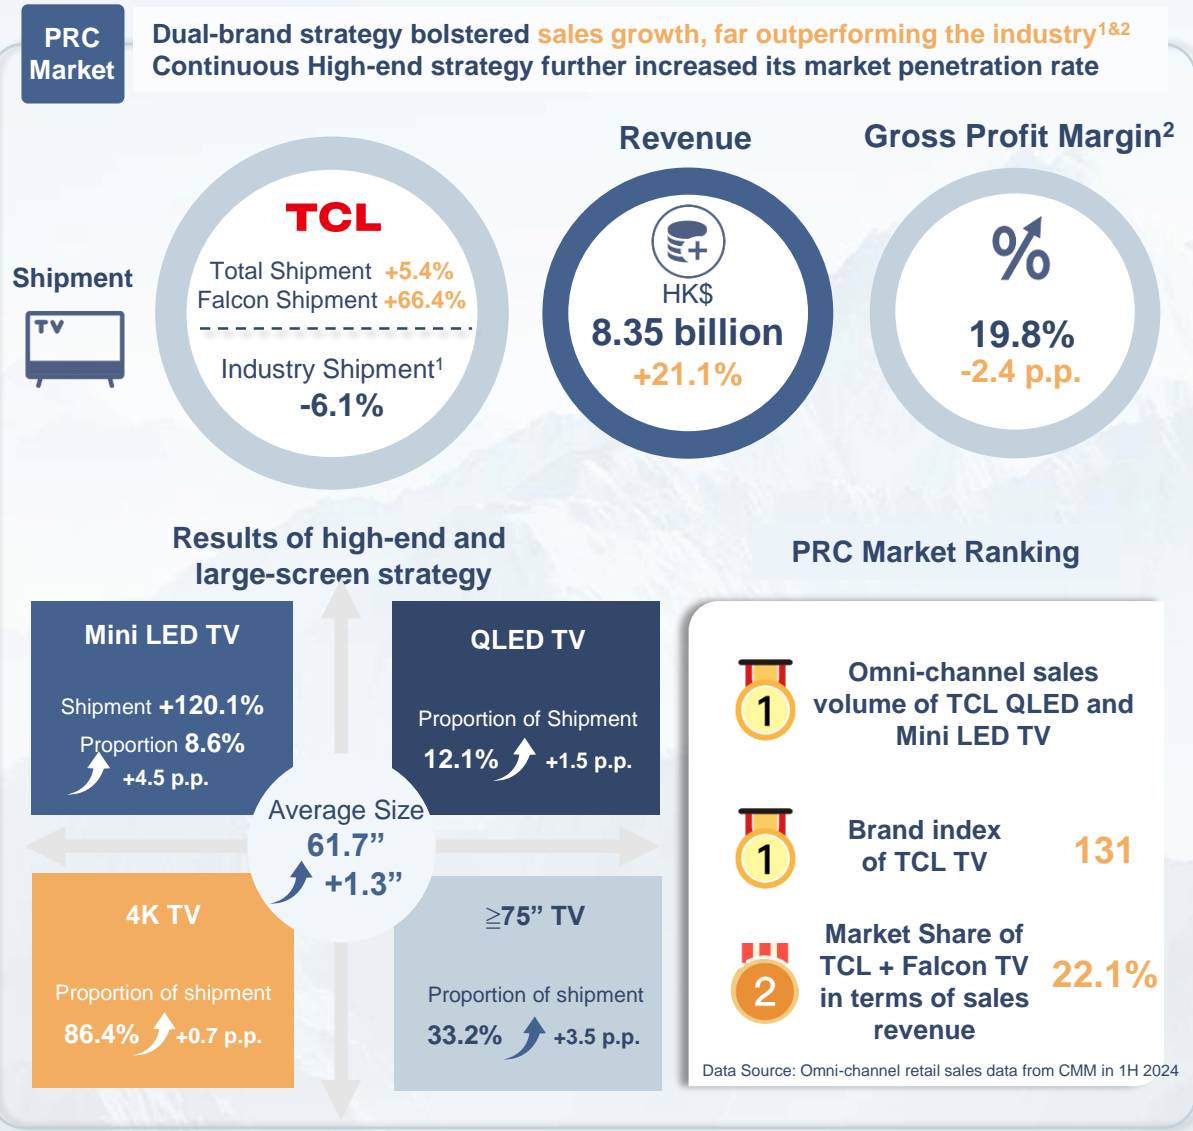 PRC
Market
Dual-brand strategy bolstered sales growth, far outperforming the industry1&2
Continuous High-end strategy further increased its market penetration rate
Shipment
TV
TCL
Total Shipment +5.4%
Falcon Shipment +66.4%
Industry Shipment1
-6.1%
Revenue
HK$
8.35 billion
+21.1%
Gross Profit Margin2
%
19.8%
-2.4 p.p.
Results of high-end and
large-screen strategy
Mini LED TV
Shipment +120.1%
Proportion 8.6%
+4.5 p.p.
QLED TV
Proportion of Shipment
12.1% +1.5 p.p.
Average Size
61.7”
+1.3”
4K TV
Proportion of shipment
86.4% +0.7 p.p.
≧75” TV
Proportion of shipment
33.2% +3.5 p.p.
PRC Market Ranking
1
Omni-channel sales
volume of TCL QLED and
Mini LED TV
1
Brand index
of TCL TV
131
2
Market Share of
TCL + Falcon TV
in terms of sales
revenue
22.1%
Data Source: Omni-channel retail sales data from CMM in 1H 2024